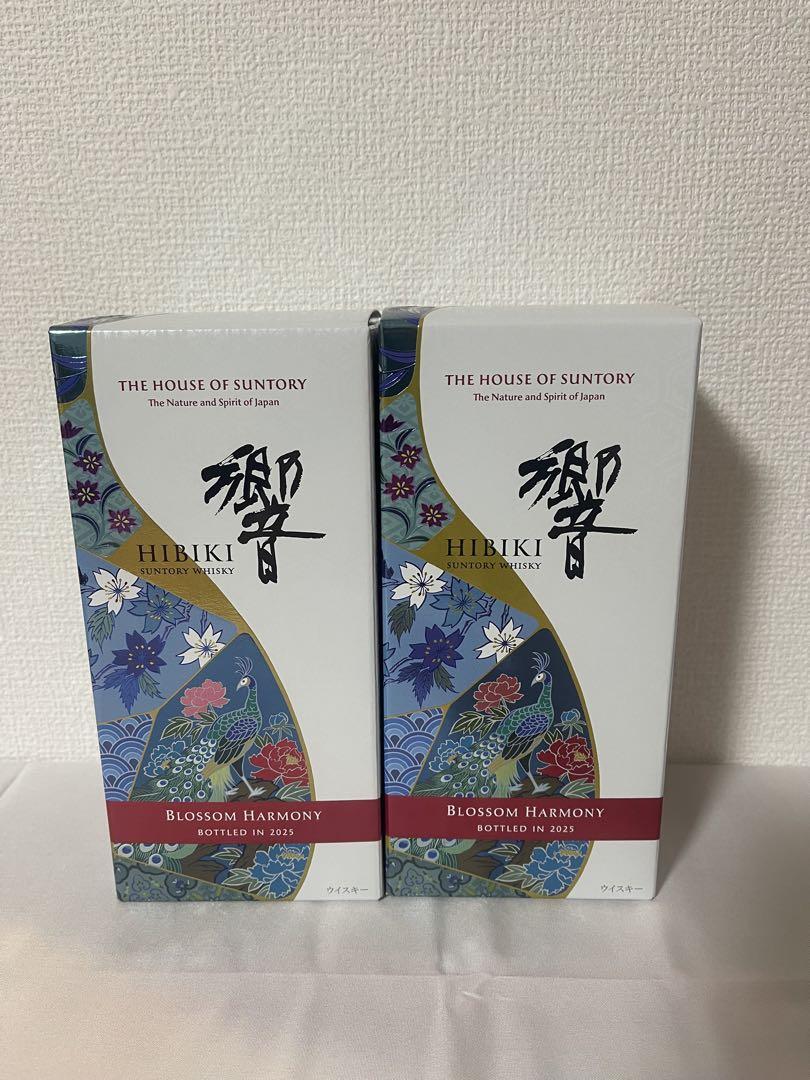 THE HOUSE OF SUNTORY
The Nature and Spirit of Japan
響
HIBIKI
SUNTORY WHISKY
BLOSSOM HARMONY
BOTTLED IN 2025
ウイスキー
THE HOUSE OF SUNTORY
The Nature and Spirit of Japan
響
HIBIKI
SUNTORY WHISKY
BLOSSOM HARMONY
BOTTLED IN 2025
ウイスキー